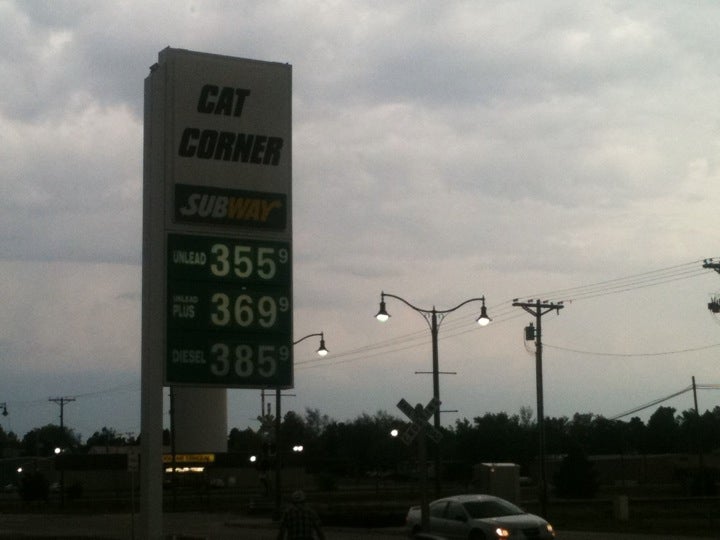 CAT
CORNER
SUBWAY
UNLEAD 355 9
UNLEAD
PLUS 369 9
DIESEL 385 9